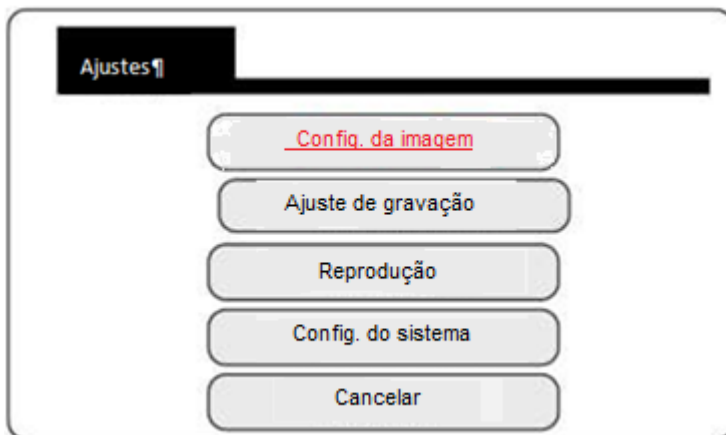 Ajustes¶
Config. da imagem
Ajuste de gravação
Reprodução
Config. do sistema
Cancelar